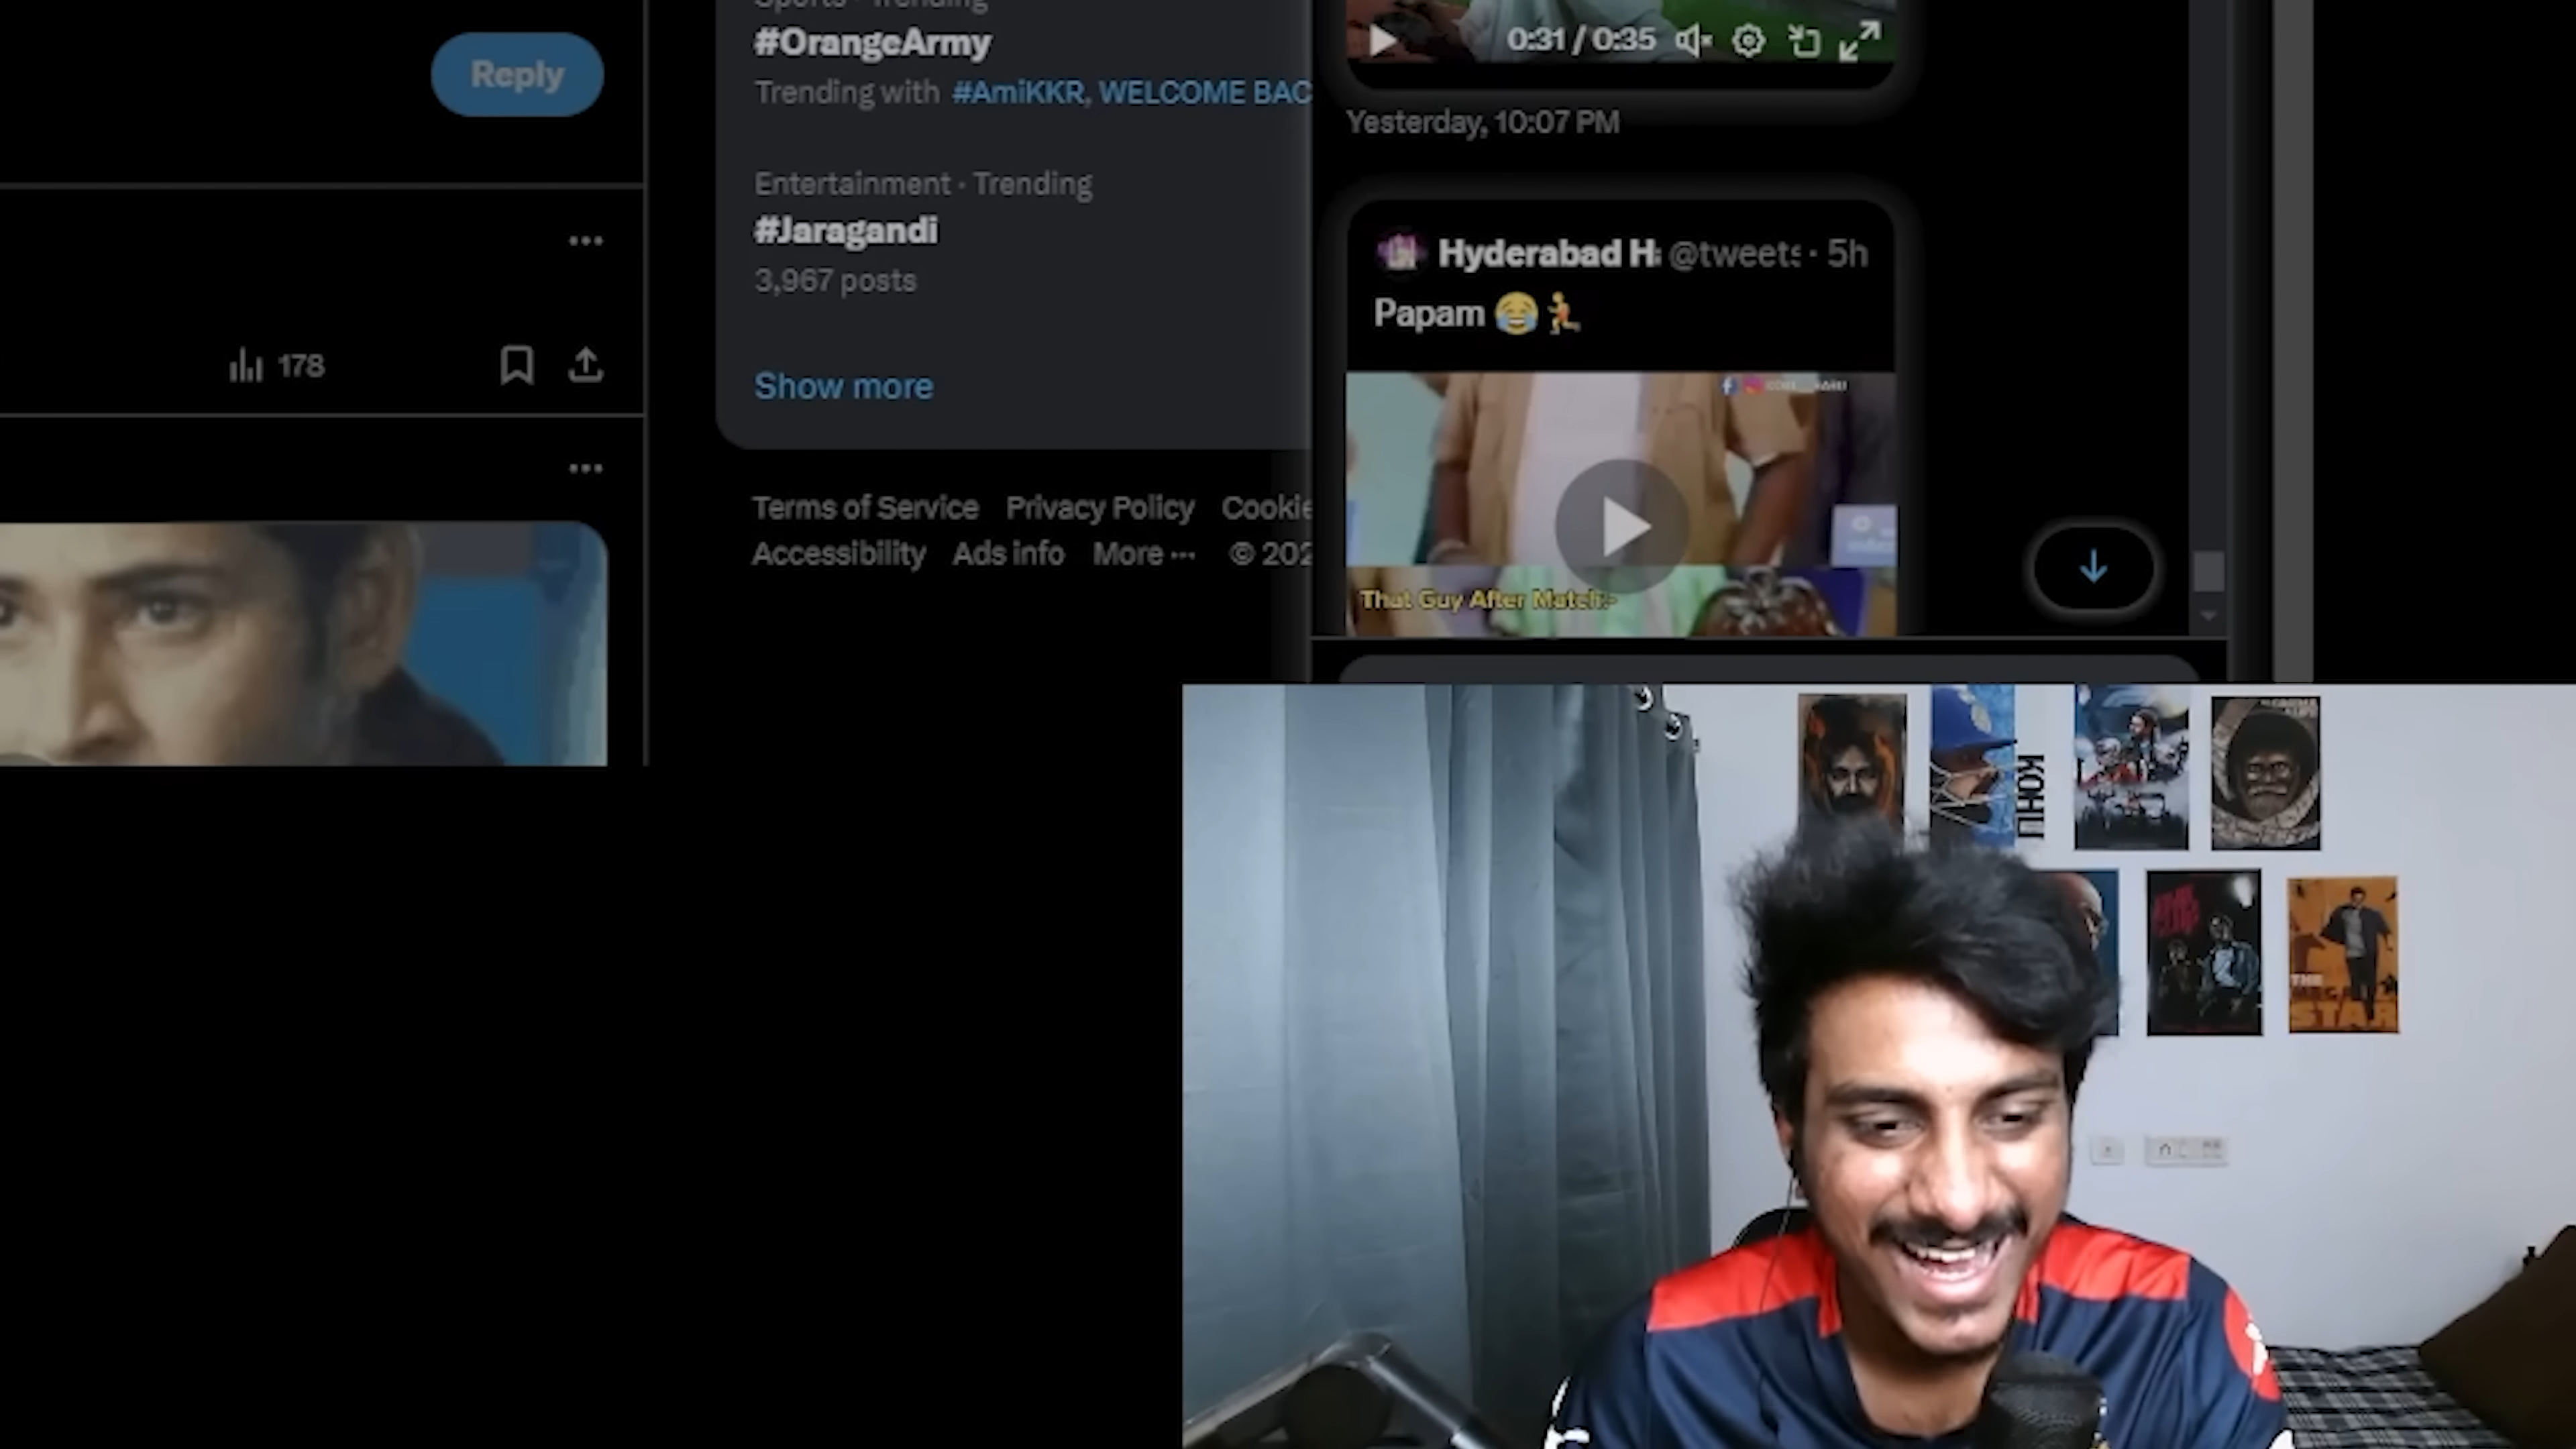 Reply
178
#OrangeArmy
Trending with #AmiKKR, WELCOME BAC
Entertainment · Trending
#Jaragandi
3,967 posts
Show more
Terms of Service Privacy Policy Cookie
Accessibility Ads info More ··· © 202
0:31 / 0:35
Yesterday, 10:07 PM
Hyderabad H @tweets · 5h
Papam 😂🏃
That Guy After Match:-
KOHLI
THE
STAR